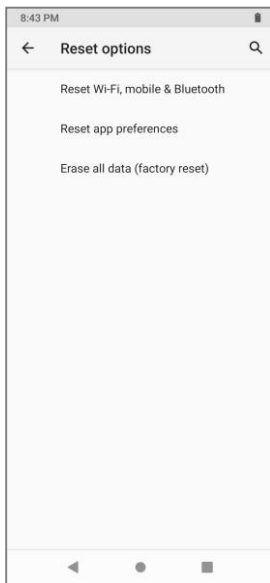 8:43 PM
Reset options
Reset Wi-Fi, mobile & Bluetooth
Reset app preferences
Erase all data (factory reset)